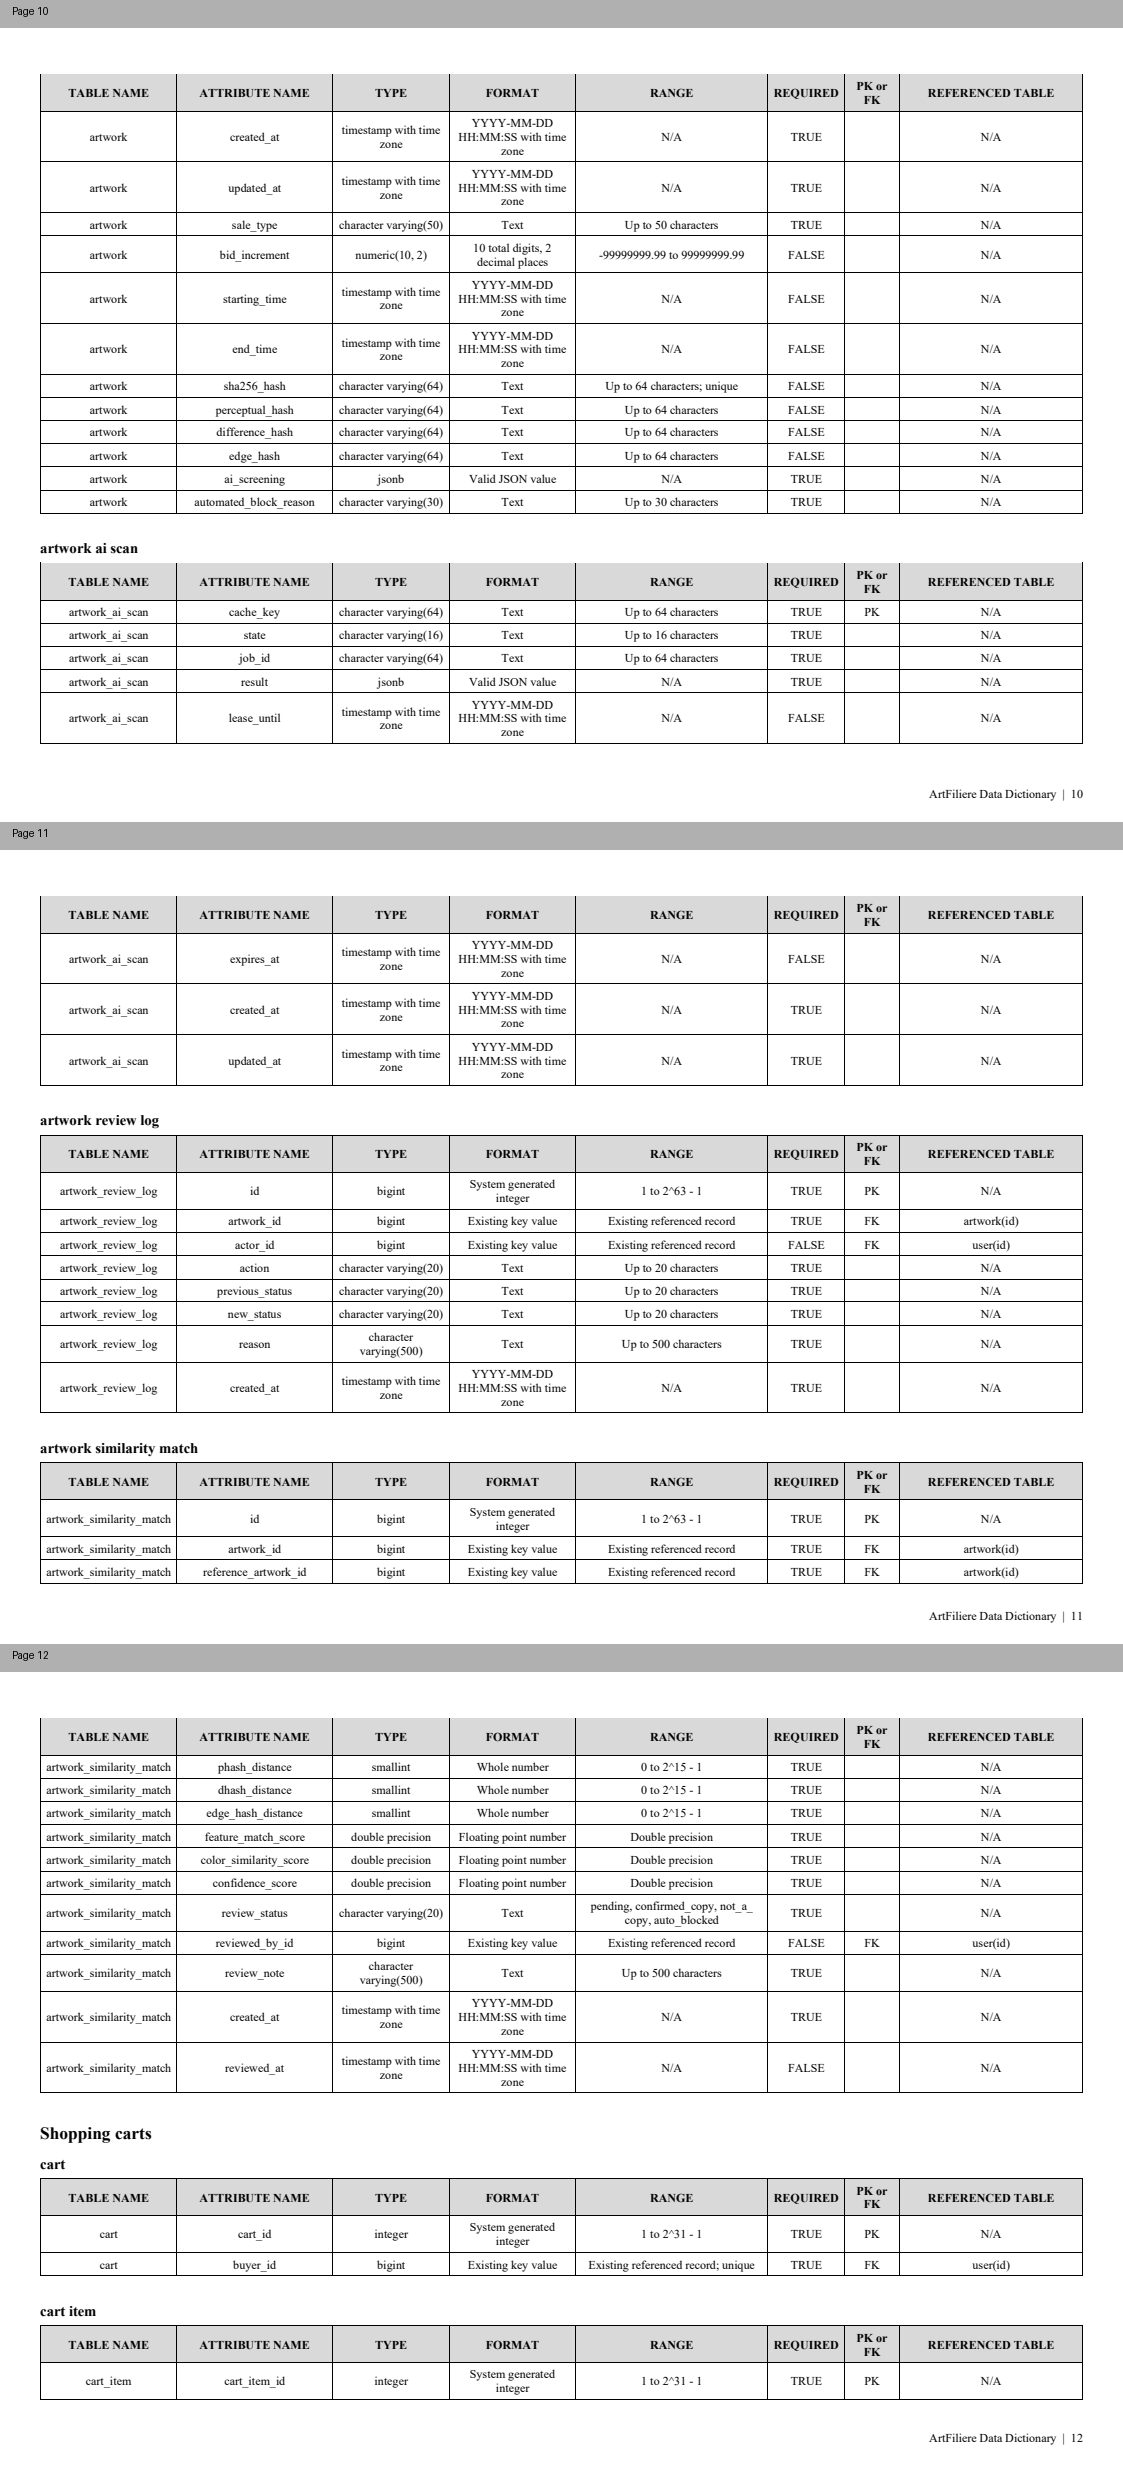 Page 10
TABLE NAME ATTRIBUTE NAME TYPE FORMAT RANGE REQUIRED PK or FK REFERENCED TABLE
artwork created_at timestamp with time zone YYYY-MM-DD HH:MM:SS with time zone N/A TRUE N/A
artwork updated_at timestamp with time zone YYYY-MM-DD HH:MM:SS with time zone N/A TRUE N/A
artwork sale_type character varying(50) Text Up to 50 characters TRUE N/A
artwork bid_increment numeric(10, 2) 10 total digits, 2 decimal places -99999999.99 to 99999999.99 FALSE N/A
artwork starting_time timestamp with time zone YYYY-MM-DD HH:MM:SS with time zone N/A FALSE N/A
artwork end_time timestamp with time zone YYYY-MM-DD HH:MM:SS with time zone N/A FALSE N/A
artwork sha256_hash character varying(64) Text Up to 64 characters; unique FALSE N/A
artwork perceptual_hash character varying(64) Text Up to 64 characters FALSE N/A
artwork difference_hash character varying(64) Text Up to 64 characters FALSE N/A
artwork edge_hash character varying(64) Text Up to 64 characters FALSE N/A
artwork ai_screening jsonb Valid JSON value N/A TRUE N/A
artwork automated_block_reason character varying(30) Text Up to 30 characters TRUE N/A
artwork ai scan
TABLE NAME ATTRIBUTE NAME TYPE FORMAT RANGE REQUIRED PK or FK REFERENCED TABLE
artwork_ai_scan cache_key character varying(64) Text Up to 64 characters TRUE PK N/A
artwork_ai_scan state character varying(16) Text Up to 16 characters TRUE N/A
artwork_ai_scan job_id character varying(64) Text Up to 64 characters TRUE N/A
artwork_ai_scan result jsonb Valid JSON value N/A TRUE N/A
artwork_ai_scan lease_until timestamp with time zone YYYY-MM-DD HH:MM:SS with time zone N/A FALSE N/A
ArtFiliere Data Dictionary | 10
Page 11
TABLE NAME ATTRIBUTE NAME TYPE FORMAT RANGE REQUIRED PK or FK REFERENCED TABLE
artwork_ai_scan expires_at timestamp with time zone YYYY-MM-DD HH:MM:SS with time zone N/A FALSE N/A
artwork_ai_scan created_at timestamp with time zone YYYY-MM-DD HH:MM:SS with time zone N/A TRUE N/A
artwork_ai_scan updated_at timestamp with time zone YYYY-MM-DD HH:MM:SS with time zone N/A TRUE N/A
artwork review log
TABLE NAME ATTRIBUTE NAME TYPE FORMAT RANGE REQUIRED PK or FK REFERENCED TABLE
artwork_review_log id bigint System generated integer 1 to 2^63 - 1 TRUE PK N/A
artwork_review_log artwork_id bigint Existing key value Existing referenced record TRUE FK artwork(id)
artwork_review_log actor_id bigint Existing key value Existing referenced record FALSE FK user(id)
artwork_review_log action character varying(20) Text Up to 20 characters TRUE N/A
artwork_review_log previous_status character varying(20) Text Up to 20 characters TRUE N/A
artwork_review_log new_status character varying(20) Text Up to 20 characters TRUE N/A
artwork_review_log reason character varying(500) Text Up to 500 characters TRUE N/A
artwork_review_log created_at timestamp with time zone YYYY-MM-DD HH:MM:SS with time zone N/A TRUE N/A
artwork similarity match
TABLE NAME ATTRIBUTE NAME TYPE FORMAT RANGE REQUIRED PK or FK REFERENCED TABLE
artwork_similarity_match id bigint System generated integer 1 to 2^63 - 1 TRUE PK N/A
artwork_similarity_match artwork_id bigint Existing key value Existing referenced record TRUE FK artwork(id)
artwork_similarity_match reference_artwork_id bigint Existing key value Existing referenced record TRUE FK artwork(id)
ArtFiliere Data Dictionary | 11
Page 12
TABLE NAME ATTRIBUTE NAME TYPE FORMAT RANGE REQUIRED PK or FK REFERENCED TABLE
artwork_similarity_match phash_distance smallint Whole number 0 to 2^15 - 1 TRUE N/A
artwork_similarity_match dhash_distance smallint Whole number 0 to 2^15 - 1 TRUE N/A
artwork_similarity_match edge_hash_distance smallint Whole number 0 to 2^15 - 1 TRUE N/A
artwork_similarity_match feature_match_score double precision Floating point number Double precision TRUE N/A
artwork_similarity_match color_similarity_score double precision Floating point number Double precision TRUE N/A
artwork_similarity_match confidence_score double precision Floating point number Double precision TRUE N/A
artwork_similarity_match review_status character varying(20) Text pending, confirmed_copy, not_a_copy, auto_blocked TRUE N/A
artwork_similarity_match reviewed_by_id bigint Existing key value Existing referenced record FALSE FK user(id)
artwork_similarity_match review_note character varying(500) Text Up to 500 characters TRUE N/A
artwork_similarity_match created_at timestamp with time zone YYYY-MM-DD HH:MM:SS with time zone N/A TRUE N/A
artwork_similarity_match reviewed_at timestamp with time zone YYYY-MM-DD HH:MM:SS with time zone N/A FALSE N/A
Shopping carts
cart
TABLE NAME ATTRIBUTE NAME TYPE FORMAT RANGE REQUIRED PK or FK REFERENCED TABLE
cart cart_id integer System generated integer 1 to 2^31 - 1 TRUE PK N/A
cart buyer_id bigint Existing key value Existing referenced record; unique TRUE FK user(id)
cart item
TABLE NAME ATTRIBUTE NAME TYPE FORMAT RANGE REQUIRED PK or FK REFERENCED TABLE
cart_item cart_item_id integer System generated integer 1 to 2^31 - 1 TRUE PK N/A
ArtFiliere Data Dictionary | 12